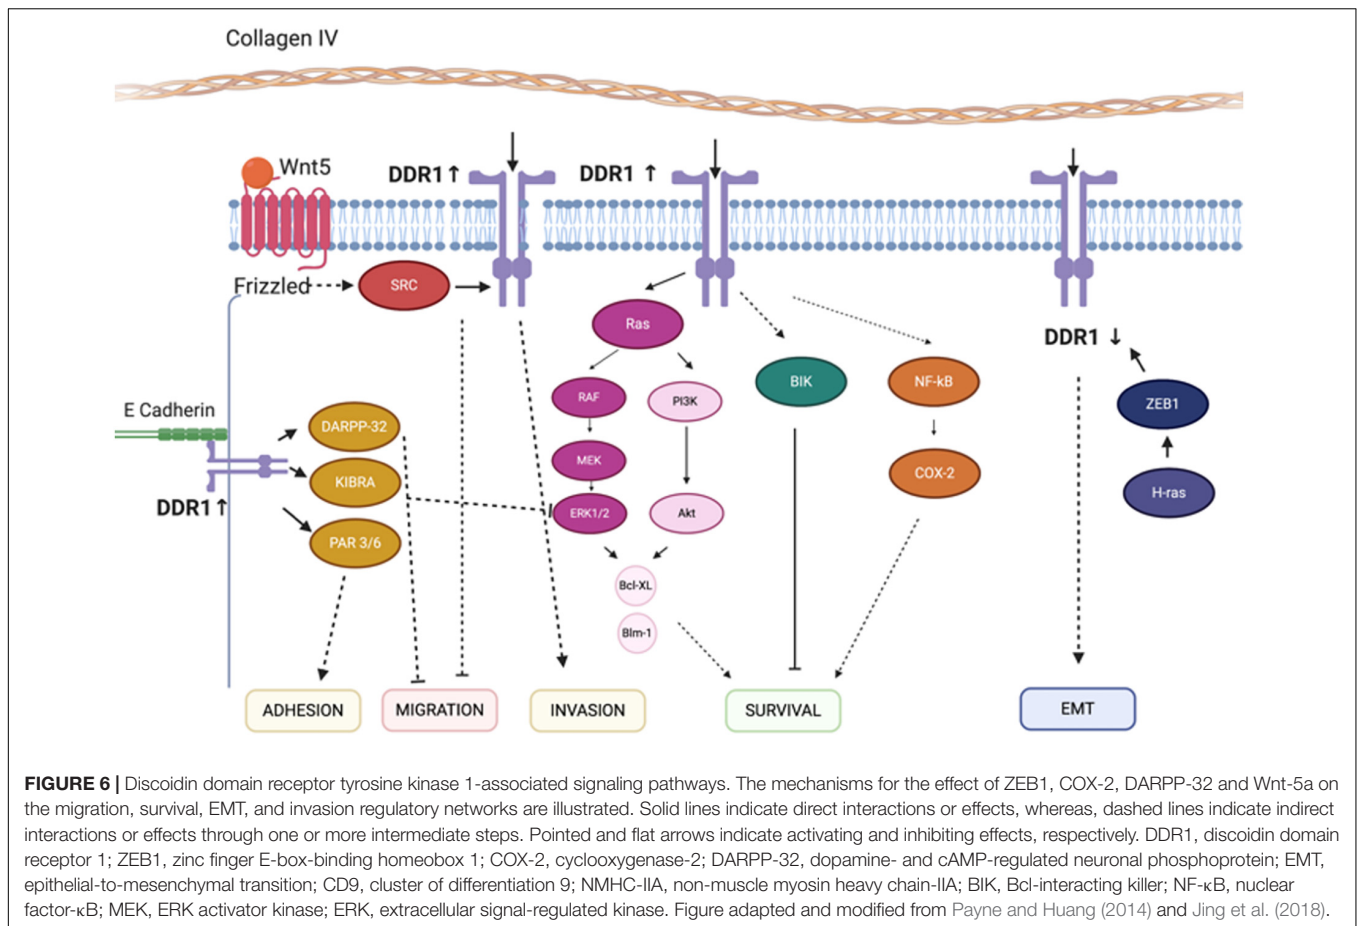 Collagen IV
Wnt5
DDR1↑
DDR1 ↑
Frizzled
SRC
Ras
DDR1 ↓
RAF
PI3K
BIK
NF-kB
ZEB1
E Cadherin
DARPP-32
MEK
COX-2
KIBRA
H-ras
DDR1↑
ERK1/2
Akt
PAR 3/6
Bcl-XL
Blm-1
ADHESION
MIGRATION
INVASION
SURVIVAL
EMT
FIGURE 6 | Discoidin domain receptor tyrosine kinase 1-associated signaling pathways. The mechanisms for the effect of ZEB1, COX-2, DARPP-32 and Wnt-5a on
the migration, survival, EMT, and invasion regulatory networks are illustrated. Solid lines indicate direct interactions or effects, whereas, dashed lines indicate indirect
interactions or effects through one or more intermediate steps. Pointed and flat arrows indicate activating and inhibiting effects, respectively. DDR1, discoidin domain
receptor 1; ZEB1, zinc finger E-box-binding homeobox 1; COX-2, cyclooxygenase-2; DARPP-32, dopamine- and cAMP-regulated neuronal phosphoprotein; EMT,
epithelial-to-mesenchymal transition; CD9, cluster of differentiation 9; NMHC-IIA, non-muscle myosin heavy chain-IIA; BIK, Bcl-interacting killer; NF-κB, nuclear
factor-κB; MEK, ERK activator kinase; ERK, extracellular signal-regulated kinase. Figure adapted and modified from Payne and Huang (2014) and Jing et al. (2018).